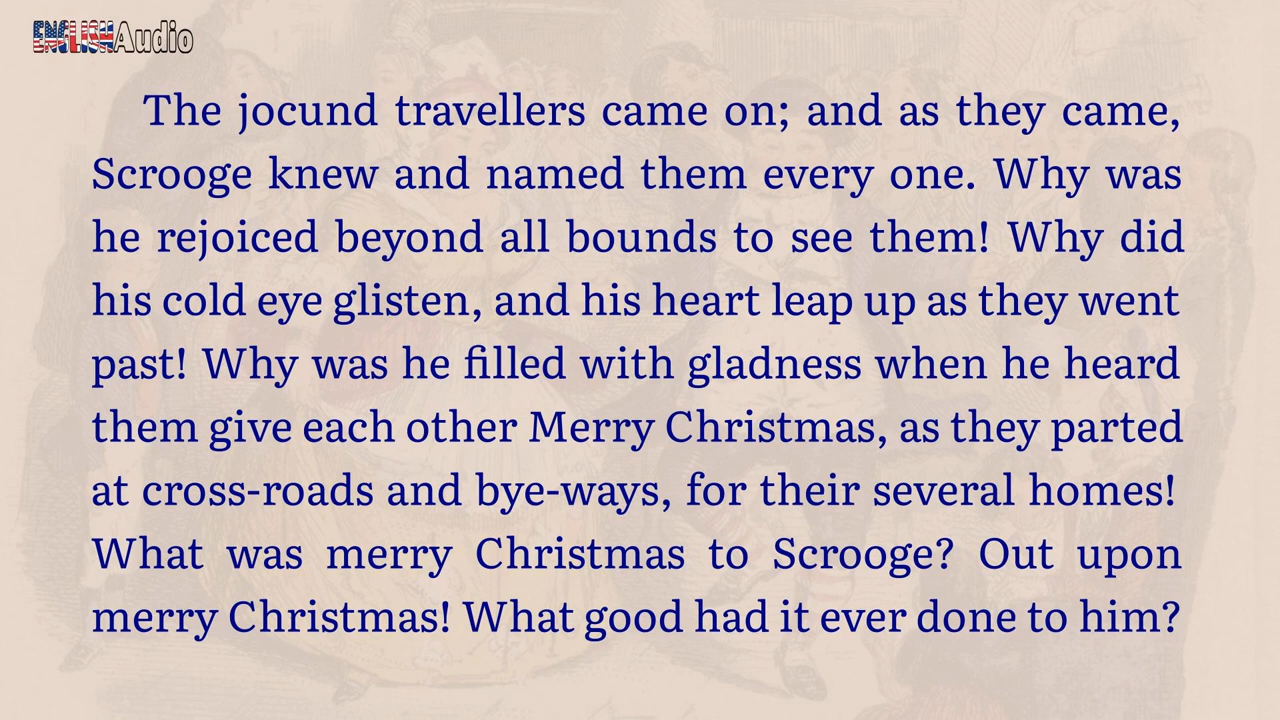 ENGLISHAudio
The jocund travellers came on; and as they came,
Scrooge knew and named them every one. Why was
he rejoiced beyond all bounds to see them! Why did
his cold eye glisten, and his heart leap up as they went
past! Why was he filled with gladness when he heard
them give each other Merry Christmas, as they parted
at cross-roads and bye-ways, for their several homes!
What was merry Christmas to Scrooge? Out upon
merry Christmas! What good had it ever done to him?